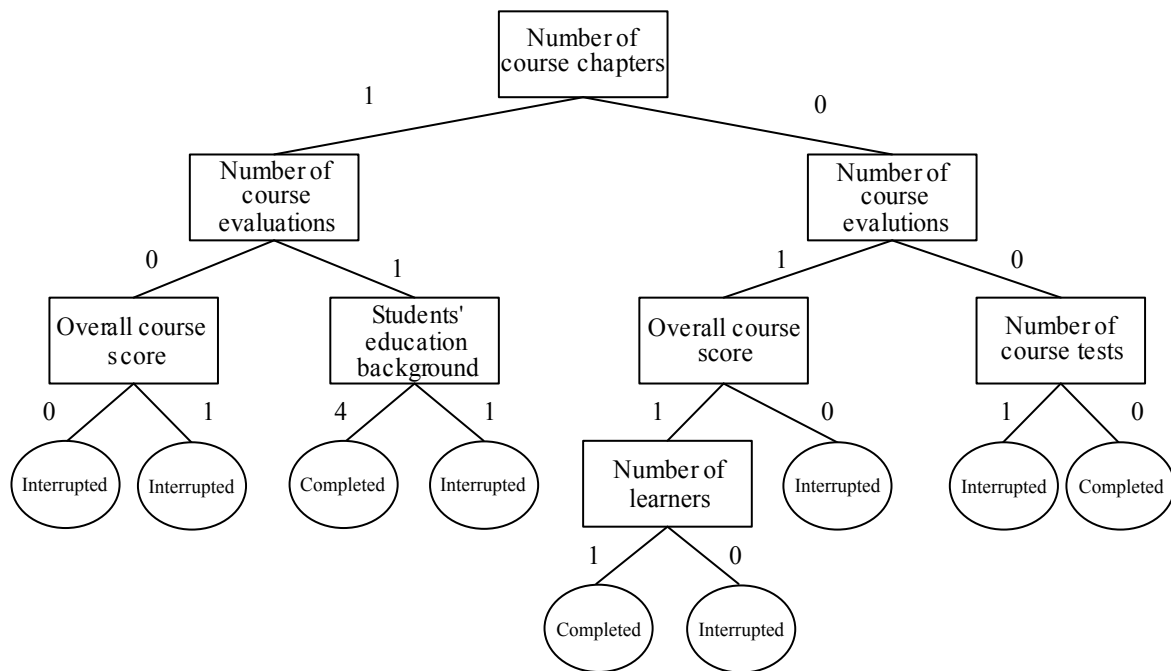 Number of
course chapters
1
0
Number of
course
evaluations
Number of
course
evalutions
0
1
1
0
Overall course
score
Students'
education
background
Overall course
score
Number of
course tests
0
1
4
1
1
0
1
0
Interrupted
Interrupted
Completed
Interrupted
Number of
learners
Interrupted
Interrupted
Completed
1
0
Completed
Interrupted